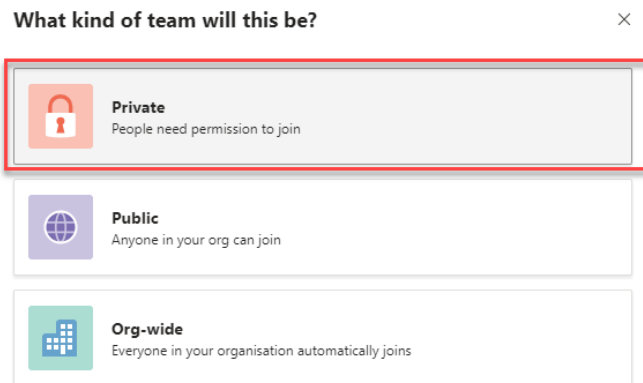 What kind of team will this be?
Private
People need permission to join
Public
Anyone in your org can join
Org-wide
Everyone in your organisation automatically joins